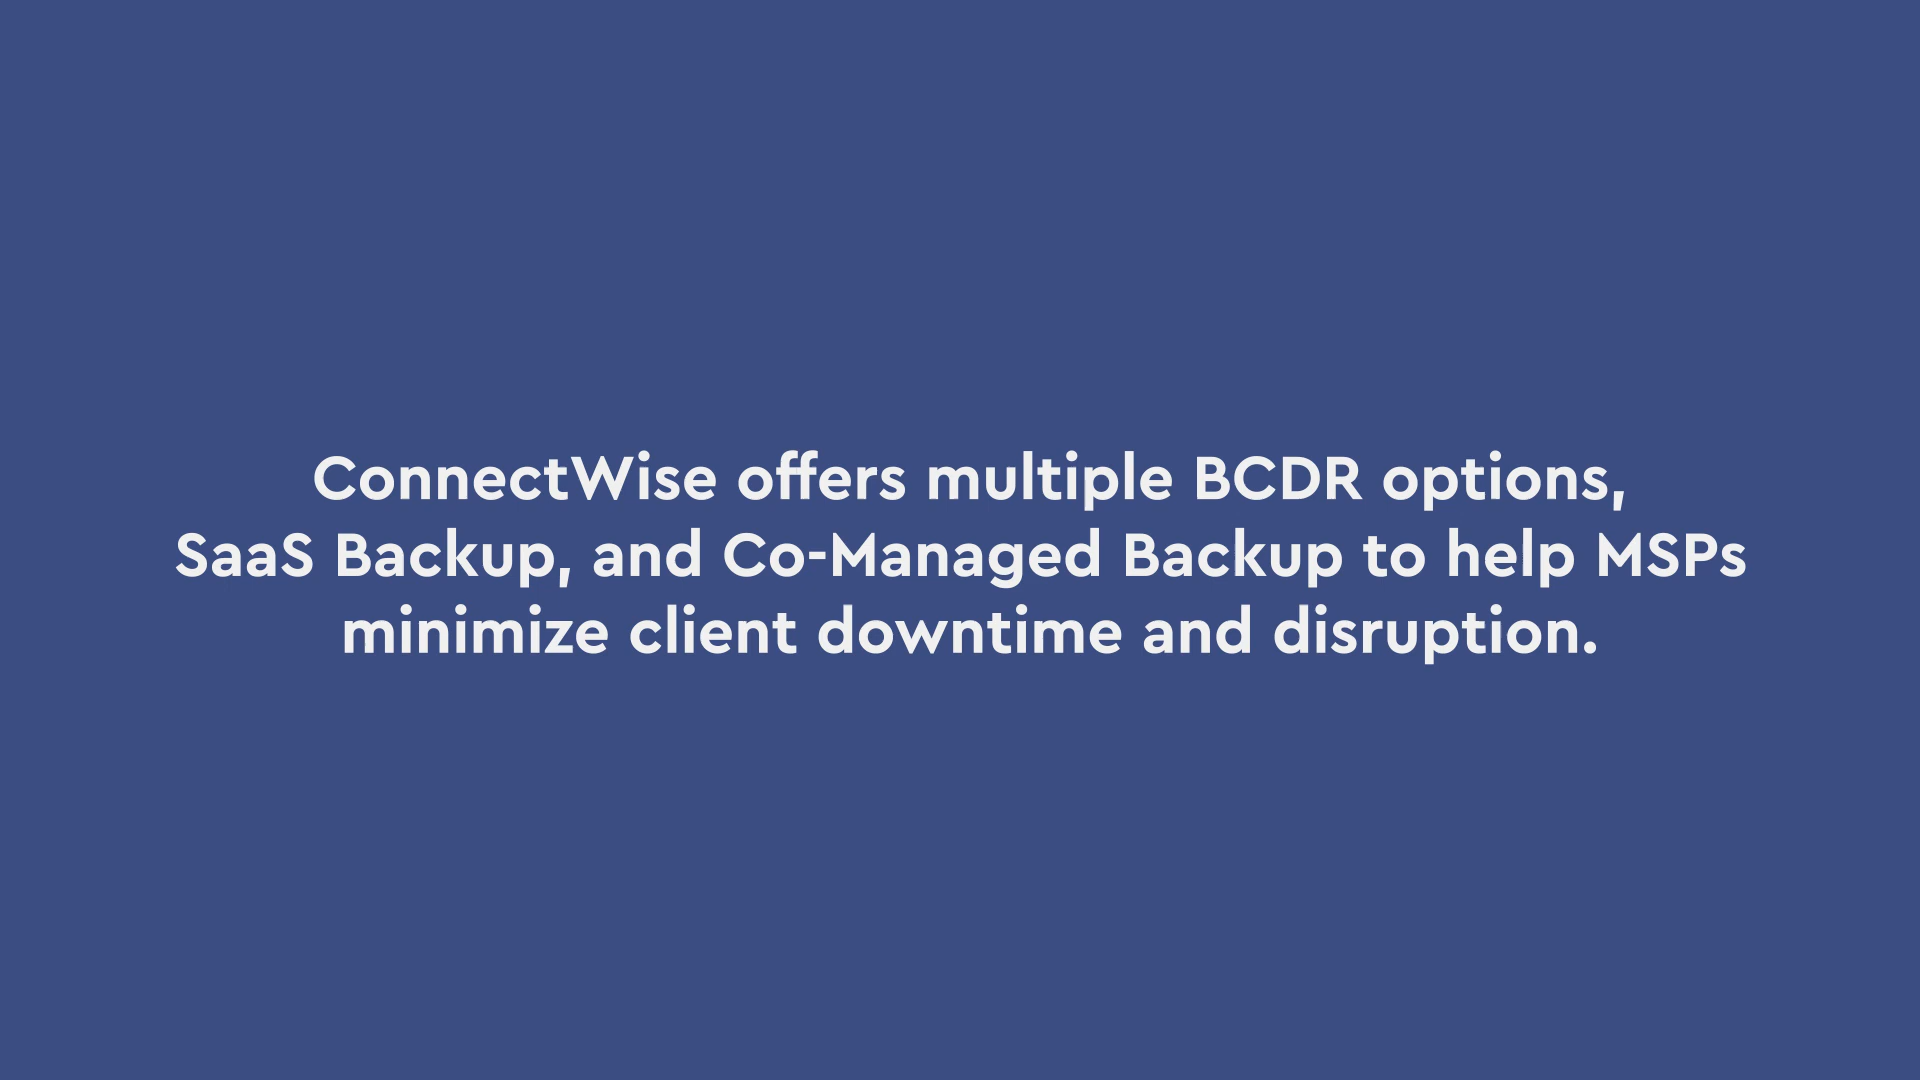 ConnectWise offers multiple BCDR options,
SaaS Backup, and Co-Managed Backup to help MSPs
minimize client downtime and disruption.